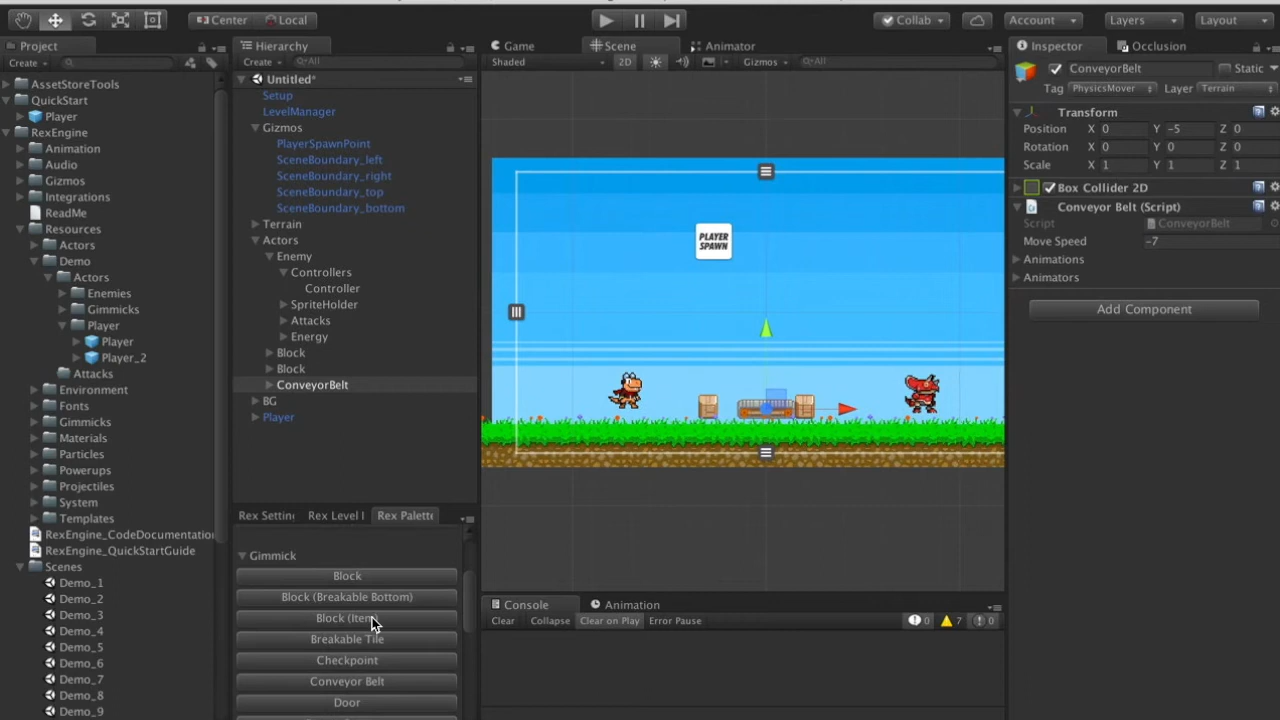 Center
Local
Collab
Account
Layers
Layout
Project
Create
AssetStoreTools
QuickStart
Player
RexEngine
Animation
Audio
Gizmos
Integrations
ReadMe
Resources
Actors
Demo
Actors
Enemies
Gimmicks
Player
Player
Player_2
Attacks
Environment
Fonts
Gimmicks
Materials
Particles
Powerups
Projectiles
System
Templates
RexEngine_CodeDocumentation
RexEngine_QuickStartGuide
Scenes
Demo_1
Demo_2
Demo_3
Demo_4
Demo_5
Demo_6
Demo_7
Demo_8
Demo_9
Hierarchy
Create All
Untitled*
Setup
LevelManager
Gizmos
PlayerSpawnPoint
SceneBoundary_left
SceneBoundary_right
SceneBoundary_top
SceneBoundary_bottom
Terrain
Actors
Enemy
Controllers
Controller
SpriteHolder
Attacks
Energy
Block
Block
ConveyorBelt
BG
Player
Rex Setting Rex Level Rex Palette
Gimmick
Block
Block (Breakable Bottom)
Block (Item)
Breakable Tile
Checkpoint
Conveyor Belt
Door
Game Scene Animator
Shaded 2D Gizmos All
PLAYER
SPAWN
Console Animation
Clear Collapse Clear on Play Error Pause 0 7 0
Inspector Occlusion
ConveyorBelt Static
Tag PhysicsMover Layer Terrain
Transform
Position X 0 Y -5 Z 0
Rotation X 0 Y 0 Z 0
Scale X 1 Y 1 Z 1
Box Collider 2D
Conveyor Belt (Script)
Script ConveyorBelt
Move Speed -7
Animations
Animators
Add Component